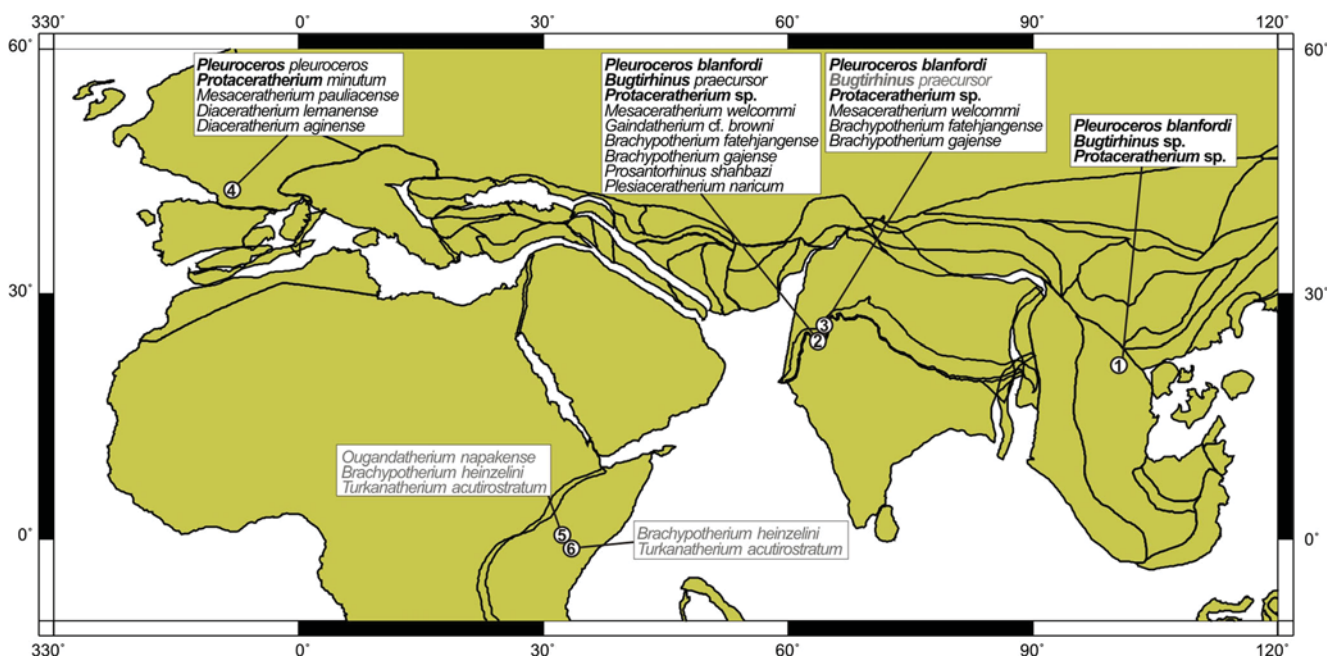 330° 0° 30° 60° 90° 120°
60° 60°
Pleuroceros pleuroceros
Protaceratherium minutum
Mesaceratherium pauliacense
Diaceratherium lemanense
Diaceratherium aginense
Pleuroceros blanfordi
Bugtirhinus praecursor
Protaceratherium sp.
Mesaceratherium welcommi
Gaindatherium cf. browni
Brachypotherium fatehjangense
Brachypotherium gajense
Prosantorhinus shahbazi
Plesiaceratherium naricum
Pleuroceros blanfordi
Bugtirhinus praecursor
Protaceratherium sp.
Mesaceratherium welcommi
Brachypotherium fatehjangense
Brachypotherium gajense
Pleuroceros blanfordi
Bugtirhinus sp.
Protaceratherium sp.
4
30° 30°
3
2
1
Ougandatherium napakense
Brachypotherium heinzelini
Turkanatherium acutirostratum
0° 0°
5
6
Brachypotherium heinzelini
Turkanatherium acutirostratum
330° 0° 30° 60° 90° 120°